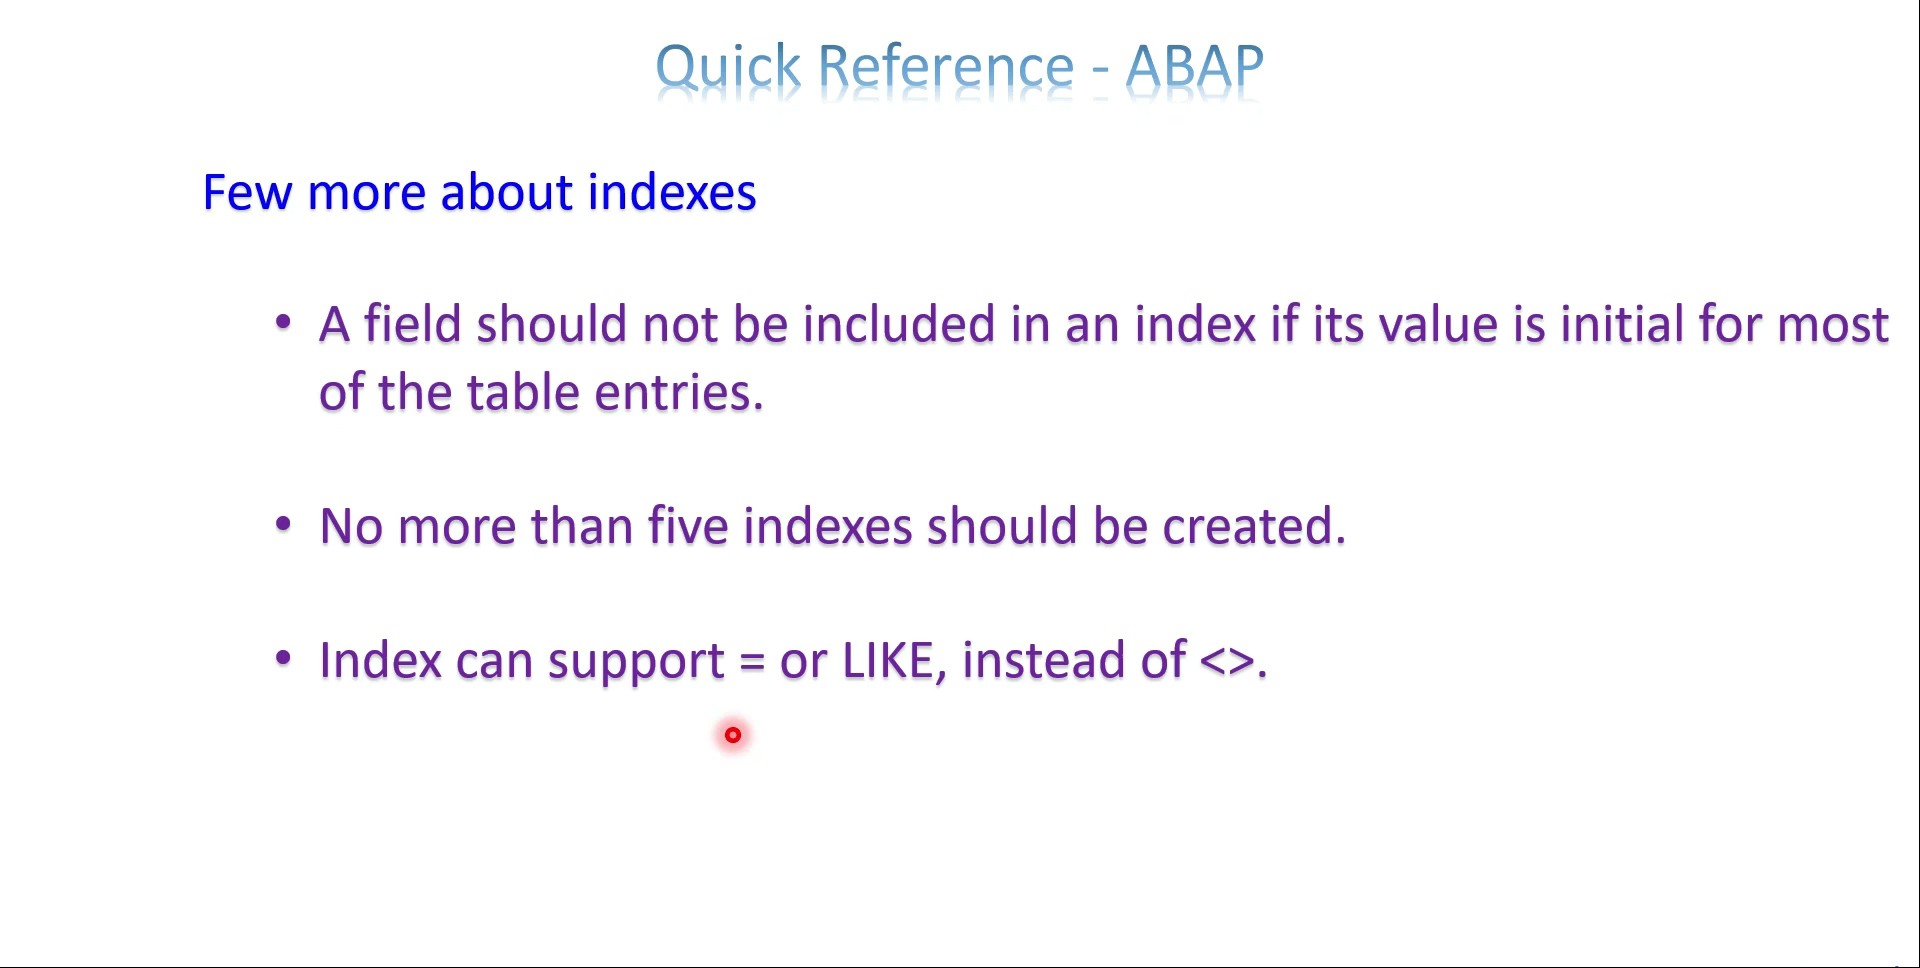 Quick Reference - ABAP
Few more about indexes
• A field should not be included in an index if its value is initial for most
of the table entries.
• No more than five indexes should be created.
• Index can support = or LIKE, instead of <>.